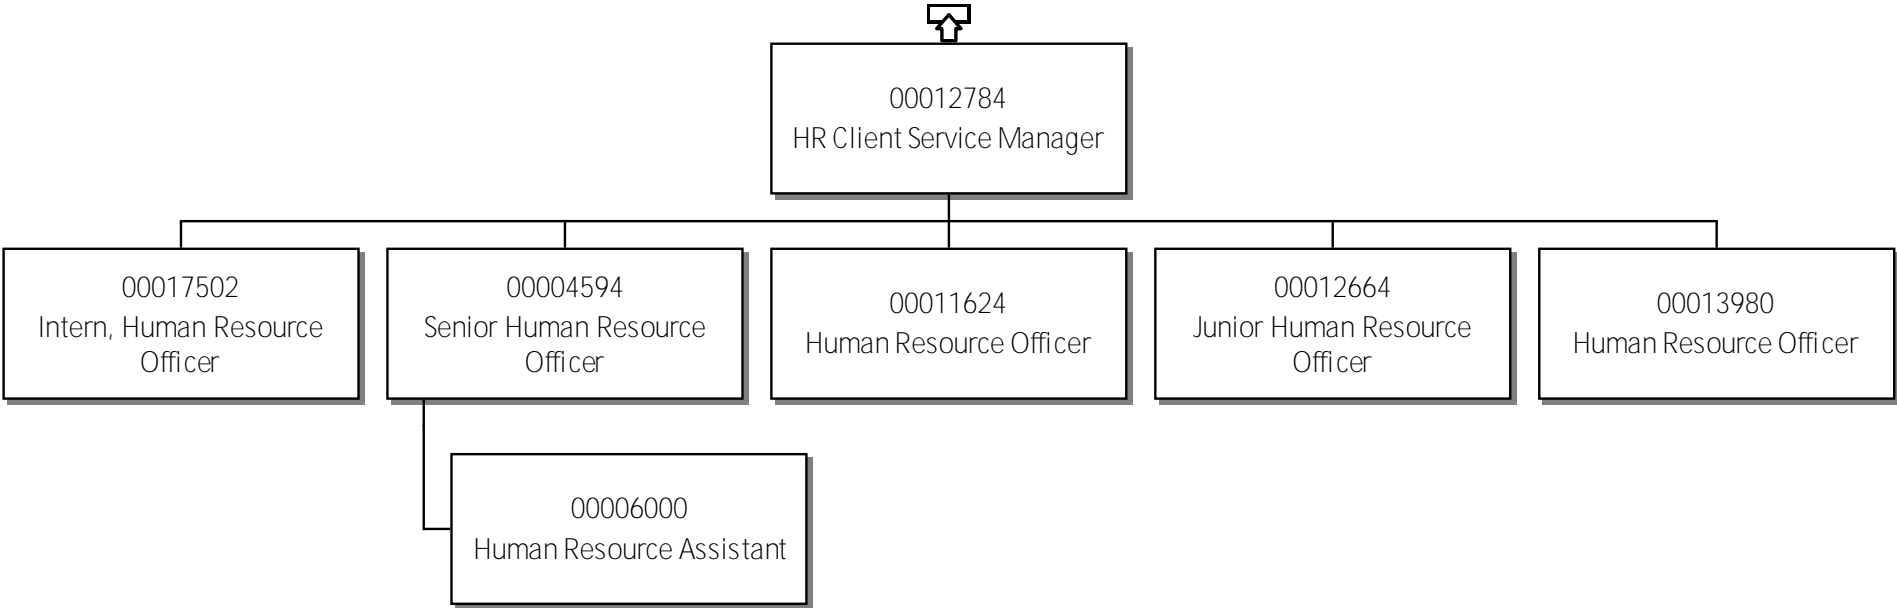 00012784
HR Client Service Manager
00017502
Intern, Human Resource
Officer
00004594
Senior Human Resource
Officer
00011624
Human Resource Officer
00012664
Junior Human Resource
Officer
00013980
Human Resource Officer
00006000
Human Resource Assistant